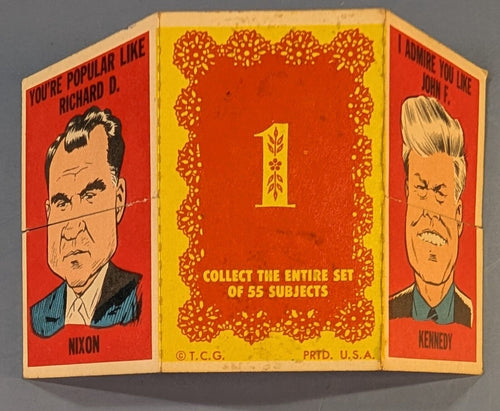 YOU'RE POPULAR LIKE
RICHARD D.
NIXON
1
COLLECT THE ENTIRE SET
OF 55 SUBJECTS
© T.C.G. PRTD. U.S.A.
I ADMIRE YOU LIKE
JOHN F.
KENNEDY